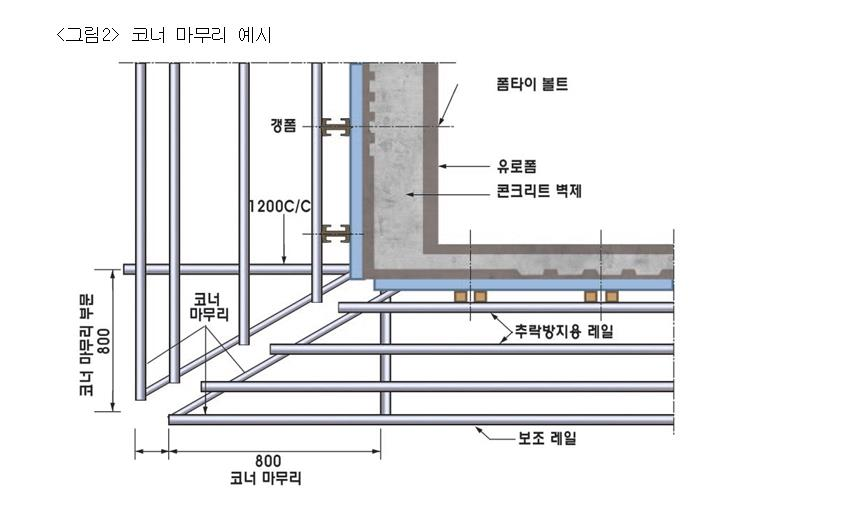 <그림2> 코너 마무리 예시
폼타이 볼트
갱폼
유로폼
콘크리트 벽제
1200C/C
코너
마무리
코너 마무리 부문
800
추락방지용 레일
보조 레일
800
코너 마무리